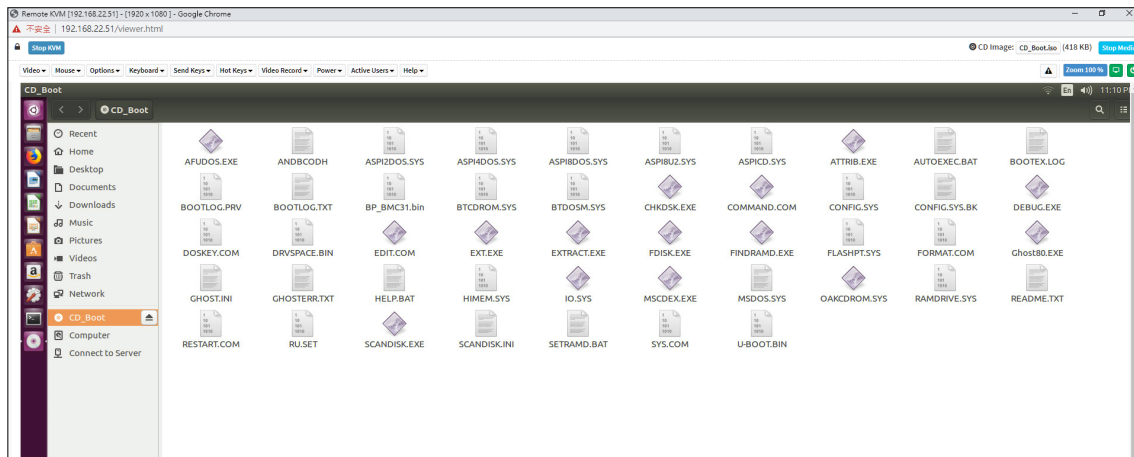 Remote KVM [192.168.22.51] - [1920 x 1080 ] - Google Chrome
不安全 | 192.168.22.51/viewer.html
Stop KVM
CD Image: CD_Boot.iso (418 KB) Stop Medi
Video Mouse Options Keyboard Send Keys Hot Keys Video Record Power Active Users Help
Zoom 100 %
CD_Boot
En 11:10 P
CD_Boot
Recent
Home
Desktop
Documents
Downloads
Music
Pictures
Videos
Trash
Network
CD_Boot
Computer
Connect to Server
AFUDOS.EXE ANDBCODH ASPI2DOS.SYS ASPI4DOS.SYS ASPI8DOS.SYS ASPI8U2.SYS ASPICD.SYS ATTRIB.EXE AUTOEXEC.BAT BOOTEX.LOG
BOOTLOG.PRV BOOTLOG.TXT BP_BMC31.bin BTCDROM.SYS BTDOSM.SYS CHKDSK.EXE COMMAND.COM CONFIG.SYS CONFIG.SYS.BK DEBUG.EXE
DOSKEY.COM DRVSPACE.BIN EDIT.COM EXT.EXE EXTRACT.EXE FDISK.EXE FINDRAMD.EXE FLASHPT.SYS FORMAT.COM Ghost80.EXE
GHOST.INI GHOSTERR.TXT HELP.BAT HIMEM.SYS IO.SYS MSCDEX.EXE MSDOS.SYS OAKCDROM.SYS RAMDRIVE.SYS README.TXT
RESTART.COM RU.SET SCANDISK.EXE SCANDISK.INI SETRAMD.BAT SYS.COM U-BOOT.BIN